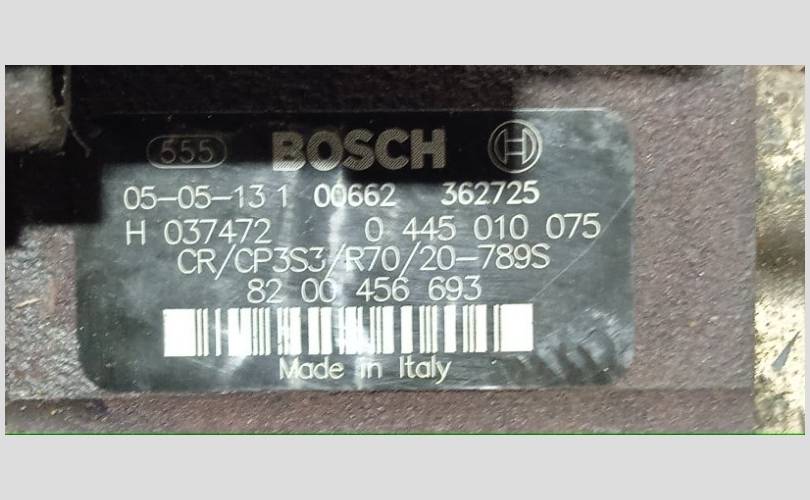 555 BOSCH
05-05-13 1 00662 362725
H 037472 0 445 010 075
CR/CP3S3/R70/20-789S
82 00 456 693
Made in Italy